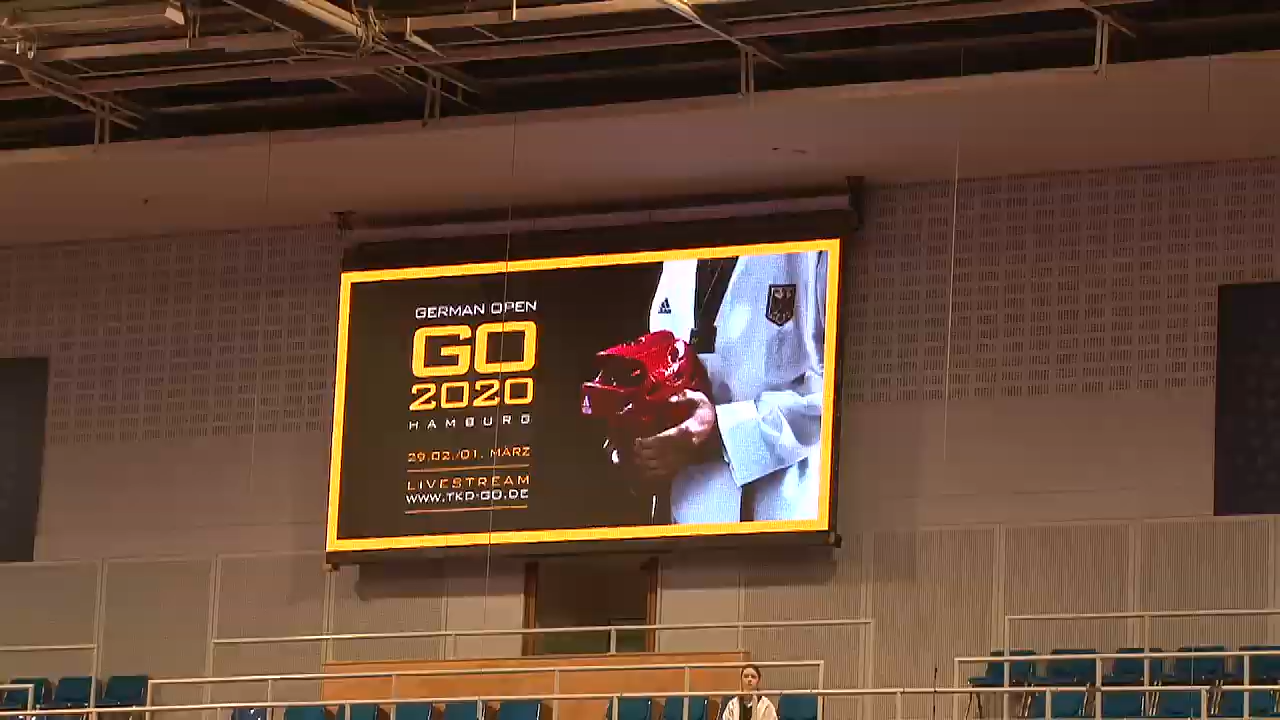 GERMAN OPEN
GO
2020
HAMBURG
29.02./01. MÄRZ
LIVESTREAM
WWW.TKD-GO.DE